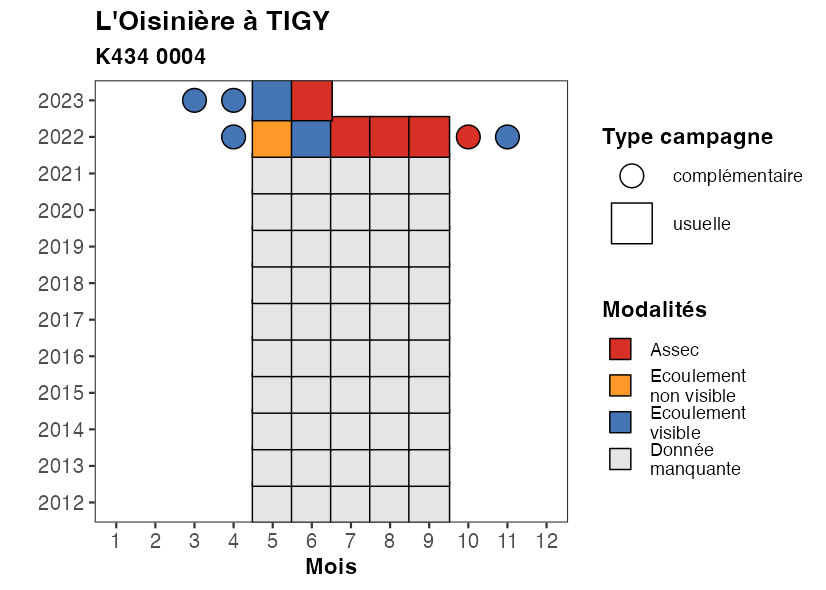 L'Oisinière à TIGY
K434 0004
2023
2022
2021
2020
2019
2018
2017
2016
2015
2014
2013
2012
1 2 3 4 5 6 7 8 9 10 11 12
Mois
Type campagne
complémentaire
usuelle
Modalités
Assec
Ecoulement
non visible
Ecoulement
visible
Donnée
manquante